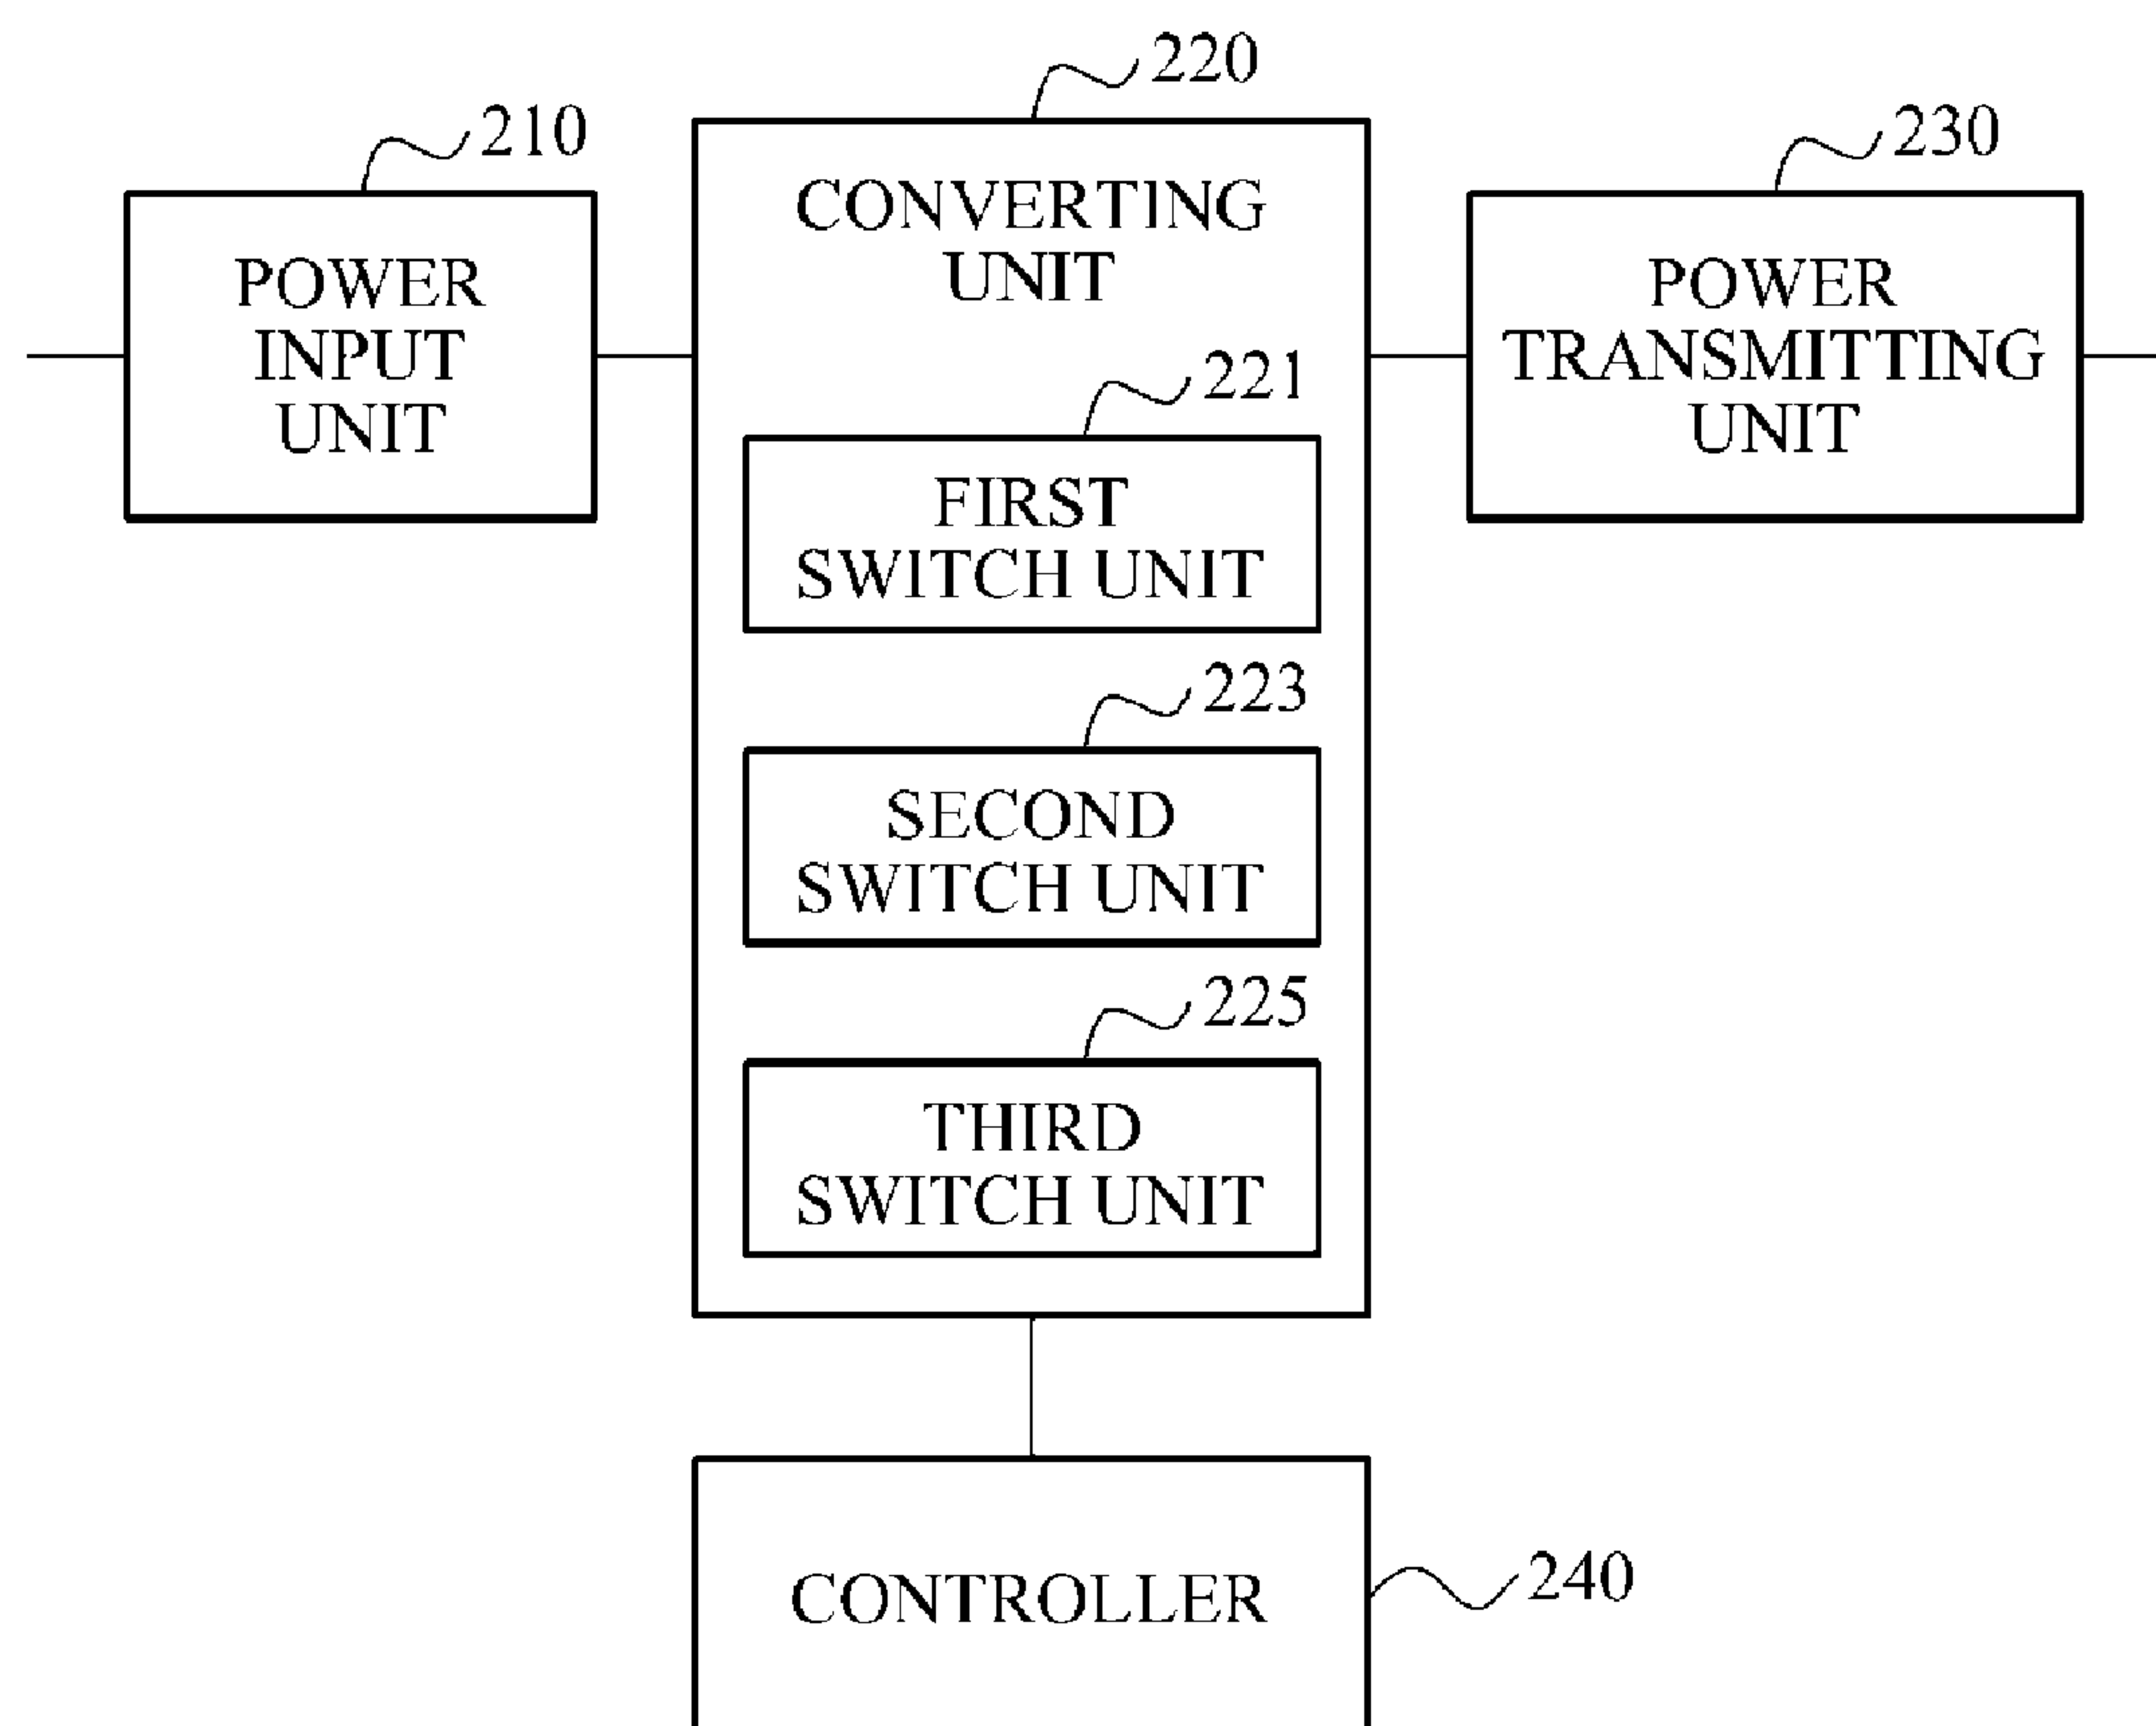 220
210
230
CONVERTING
UNIT
POWER
INPUT
UNIT
POWER
TRANSMITTING
UNIT
221
FIRST
SWITCH UNIT
223
SECOND
SWITCH UNIT
225
THIRD
SWITCH UNIT
CONTROLLER
240